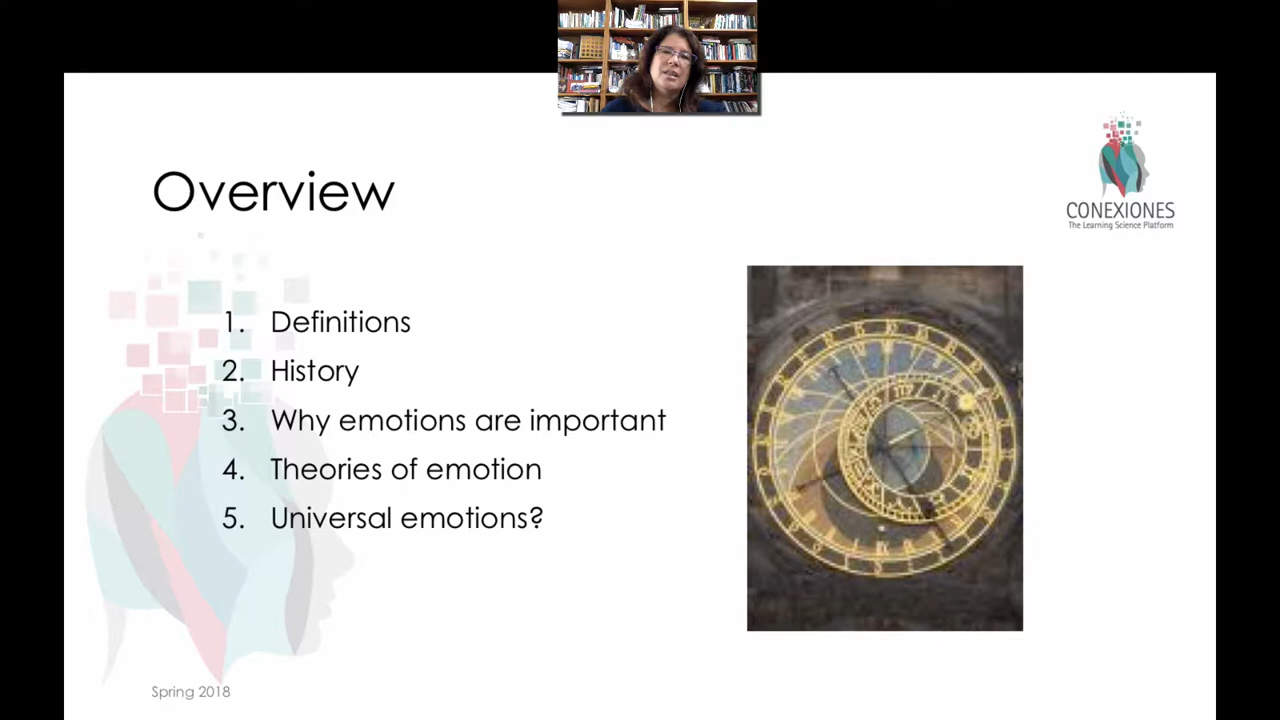 Overview
CONEXIONES
The Learning Science Platform
1. Definitions
2. History
3. Why emotions are important
4. Theories of emotion
5. Universal emotions?
Spring 2018